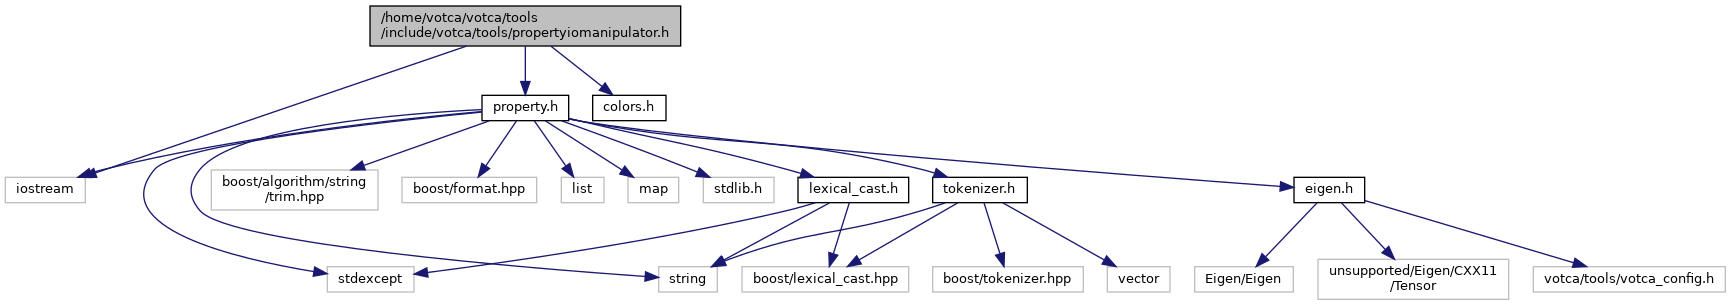 /home/votca/votca/tools
/include/votca/tools/propertyiomanipulator.h
property.h
colors.h
iostream
boost/algorithm/string
/trim.hpp
boost/format.hpp
list
map
stdlib.h
lexical_cast.h
tokenizer.h
eigen.h
stdexcept
string
boost/lexical_cast.hpp
boost/tokenizer.hpp
vector
Eigen/Eigen
unsupported/Eigen/CXX11
/Tensor
votca/tools/votca_config.h